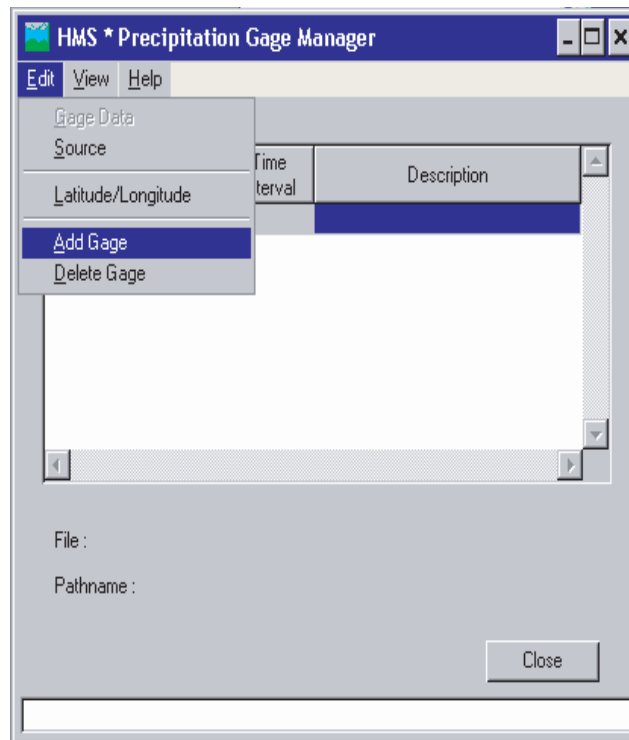 HMS * Precipitation Gage Manager
Edit View Help
Gage Data
Source
Latitude/Longitude
Add Gage
Delete Gage
Time
terval
Description
File :
Pathname :
Close